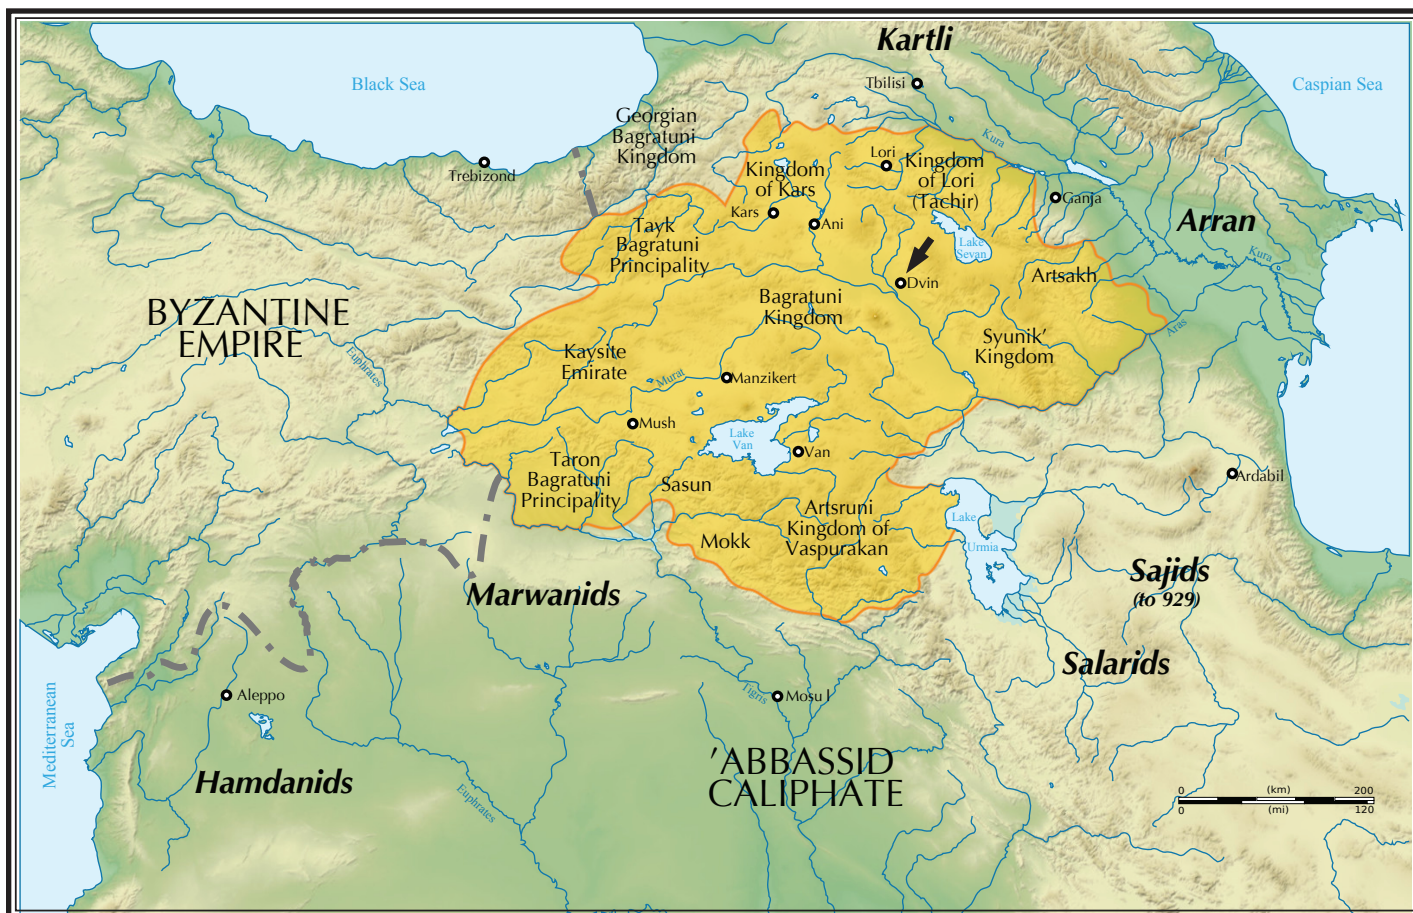 Kartli
Black Sea
Tbilisi
Caspian Sea
Georgian
Bagratuni
Kingdom
Kura
Trebizond
Lori
Kingdom
of Lori
(Tachir)
Kingdom
of Kars
Kars
Ani
Ganja
Arran
Tayk
Bagratuni
Principality
Lake
Sevan
Kura
Artsakh
Dvin
BYZANTINE
EMPIRE
Bagratuni
Kingdom
Aras
Syunik’
Kingdom
Euphrates
Kaysite
Emirate
Murat
Manzikert
Mush
Lake
Van
Van
Taron
Bagratuni
Principality
Sasun
Ardabil
Artsruni
Kingdom of
Vaspurakan
Mokk
Lake
Urmia
Marwanids
Sajids
(to 929)
Salarids
Mediterranean
Sea
Aleppo
Tigris
Mosu l
Hamdanids
’ABBASSID
CALIPHATE
Euphrates
0 (km) 200
0 (mi) 120